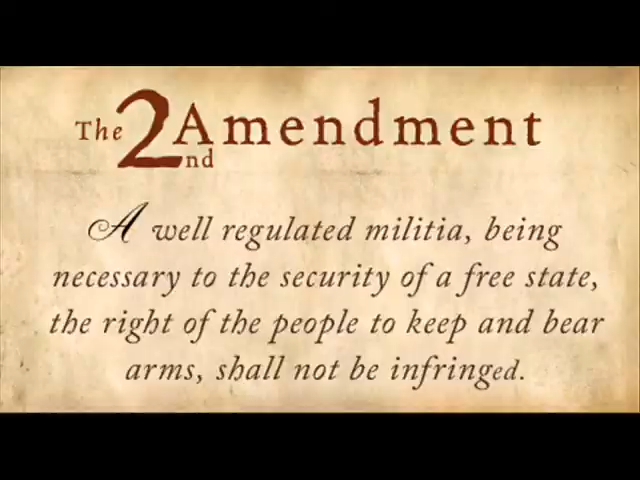 The 2nd Amendment
A well regulated militia, being
necessary to the security of a free state,
the right of the people to keep and bear
arms, shall not be infringed.